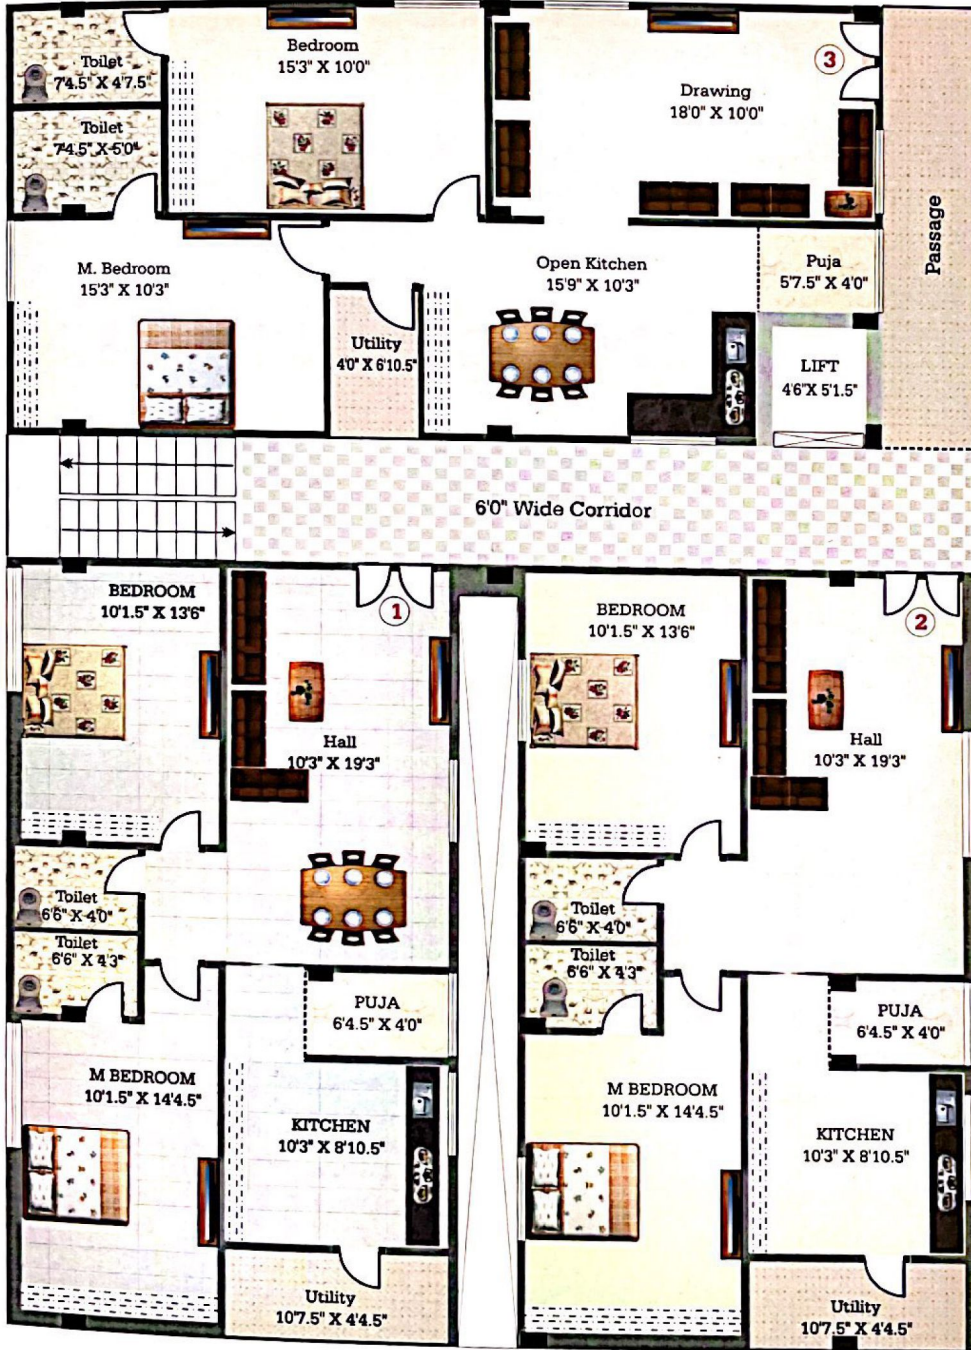 Bedroom
15'3" X 10'0"
Toilet
7'4.5" X 4'7.5"
Drawing
18'0" X 10'0"
3
Toilet
7'4.5" X 5'0"
Passage
M. Bedroom
15'3" X 10'3"
Open Kitchen
15'9" X 10'3"
Puja
5'7.5" X 4'0"
Utility
4'0" X 6'10.5"
LIFT
4'6"X 5'1.5"
6'0" Wide Corridor
BEDROOM
10'1.5" X 13'6"
1
Hall
10'3" X 19'3"
Toilet
6'6" X 4'0"
Toilet
6'6" X 4'3"
PUJA
6'4.5" X 4'0"
M BEDROOM
10'1.5" X 14'4.5"
KITCHEN
10'3" X 8'10.5"
Utility
10'7.5" X 4'4.5"
BEDROOM
10'1.5" X 13'6"
2
Hall
10'3" X 19'3"
Toilet
6'6" X 4'0"
Toilet
6'6" X 4'3"
PUJA
6'4.5" X 4'0"
M BEDROOM
10'1.5" X 14'4.5"
KITCHEN
10'3" X 8'10.5"
Utility
10'7.5" X 4'4.5"